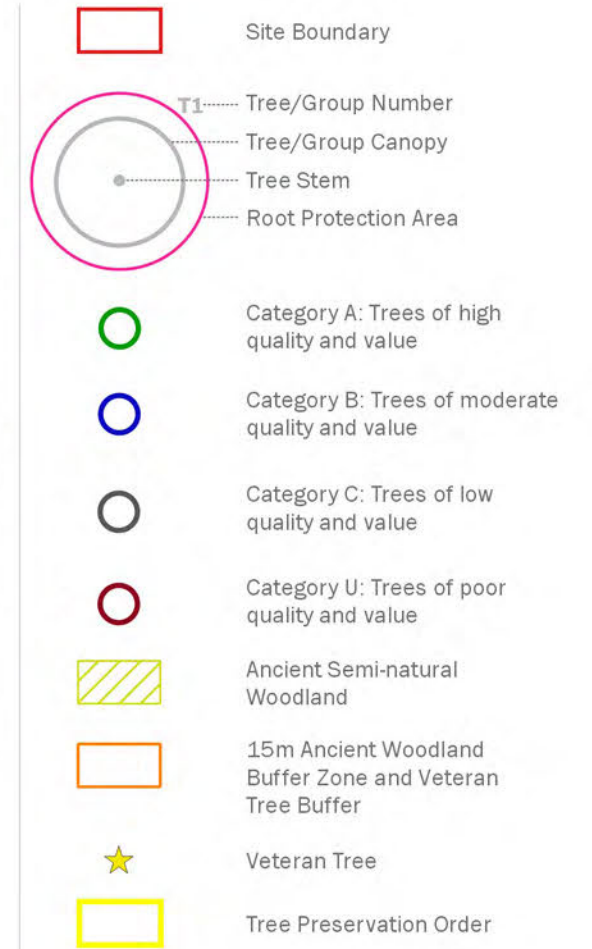 Site Boundary
T1
Tree/Group Number
Tree/Group Canopy
Tree Stem
Root Protection Area
Category A: Trees of high
quality and value
Category B: Trees of moderate
quality and value
Category C: Trees of low
quality and value
Category U: Trees of poor
quality and value
Ancient Semi-natural
Woodland
15m Ancient Woodland
Buffer Zone and Veteran
Tree Buffer
Veteran Tree
Tree Preservation Order